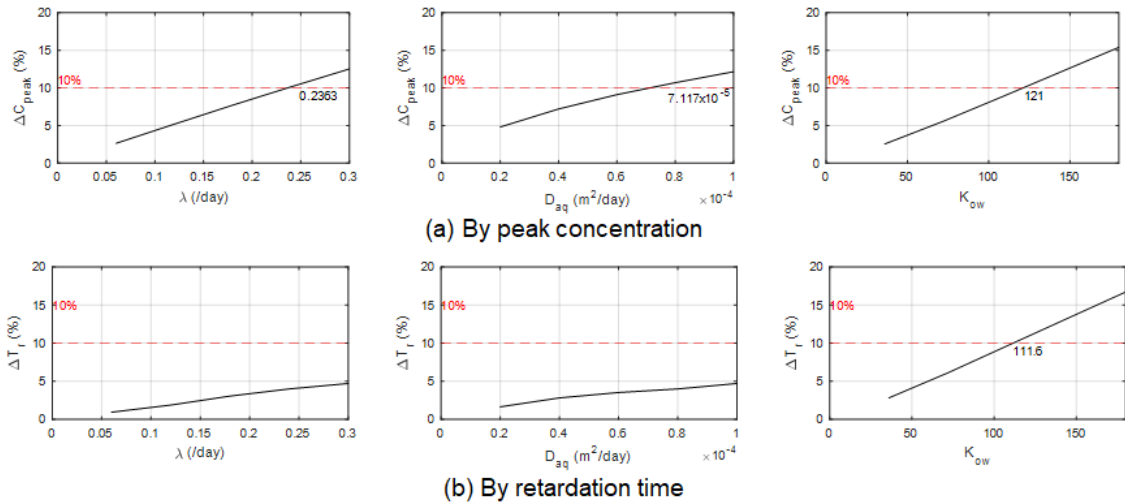 20
15
10
5
0
ΔC_peak (%)
10%
0.2363
0 0.05 0.1 0.15 0.2 0.25 0.3
λ (/day)
20
15
10
5
0
ΔC_peak (%)
10%
7.117x10^-5
0 0.2 0.4 0.6 0.8 1
D_aq (m^2/day)
×10^-4
20
15
10
5
0
ΔC_peak (%)
10%
121
0 50 100 150
K_ow
(a) By peak concentration
20
15
10
5
0
ΔT_r (%)
10%
0 0.05 0.1 0.15 0.2 0.25 0.3
λ (/day)
20
15
10
5
0
ΔT_r (%)
10%
0 0.2 0.4 0.6 0.8 1
D_aq (m^2/day)
×10^-4
20
15
10
5
0
ΔT_r (%)
10%
111.6
0 50 100 150
K_ow
(b) By retardation time